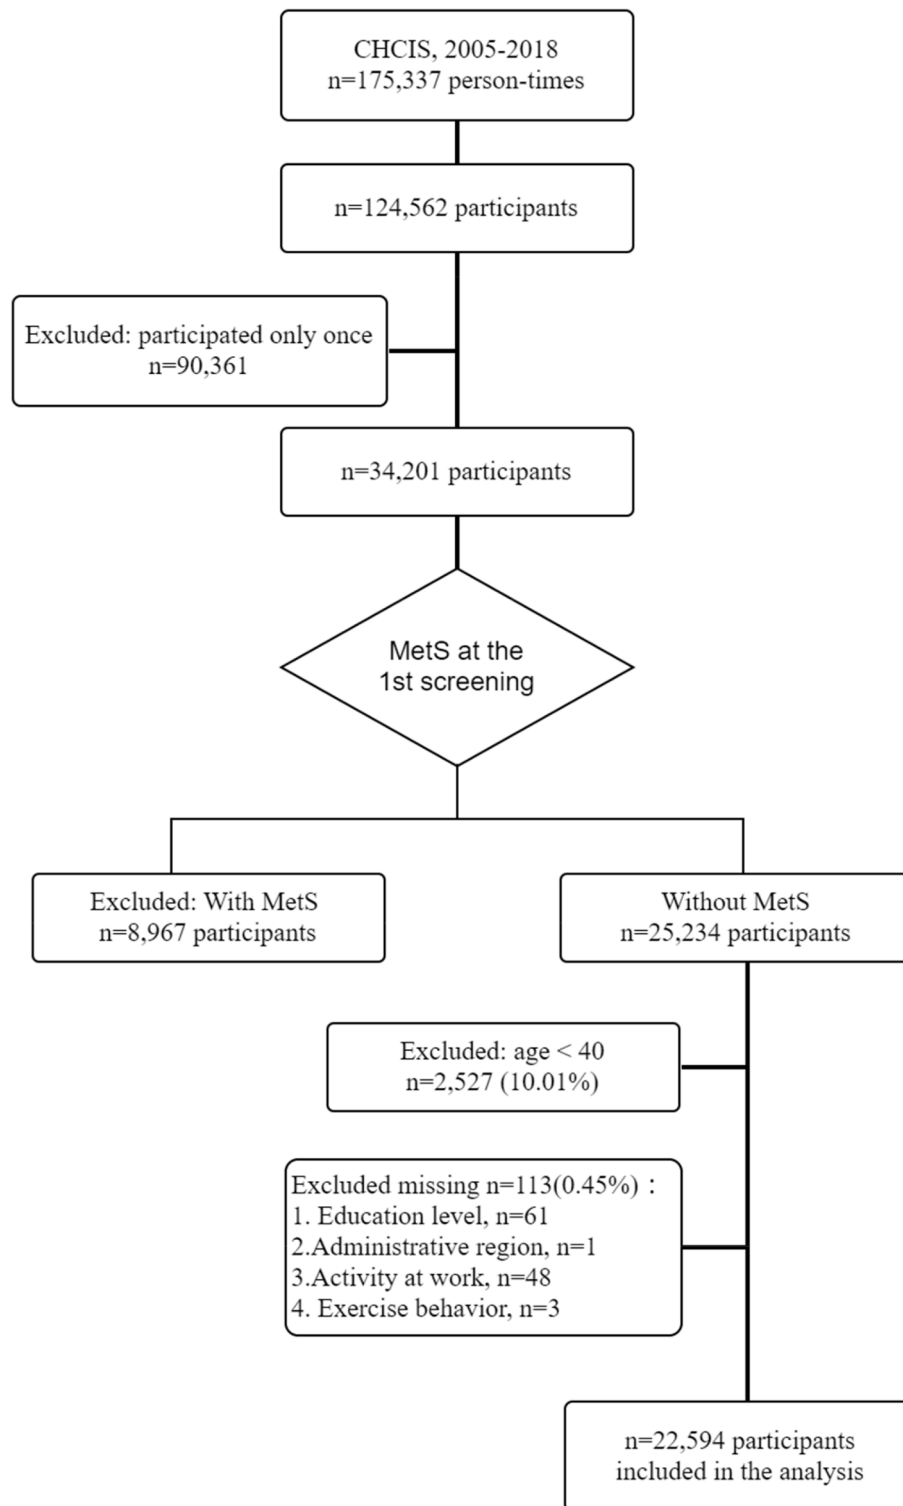 CHCIS, 2005-2018
n=175,337 person-times
n=124,562 participants
Excluded: participated only once
n=90,361
n=34,201 participants
MetS at the
1st screening
Excluded: With MetS
n=8,967 participants
Without MetS
n=25,234 participants
Excluded: age < 40
n=2,527 (10.01%)
Excluded missing n=113(0.45%)：
1. Education level, n=61
2.Administrative region, n=1
3.Activity at work, n=48
4. Exercise behavior, n=3
n=22,594 participants
included in the analysis